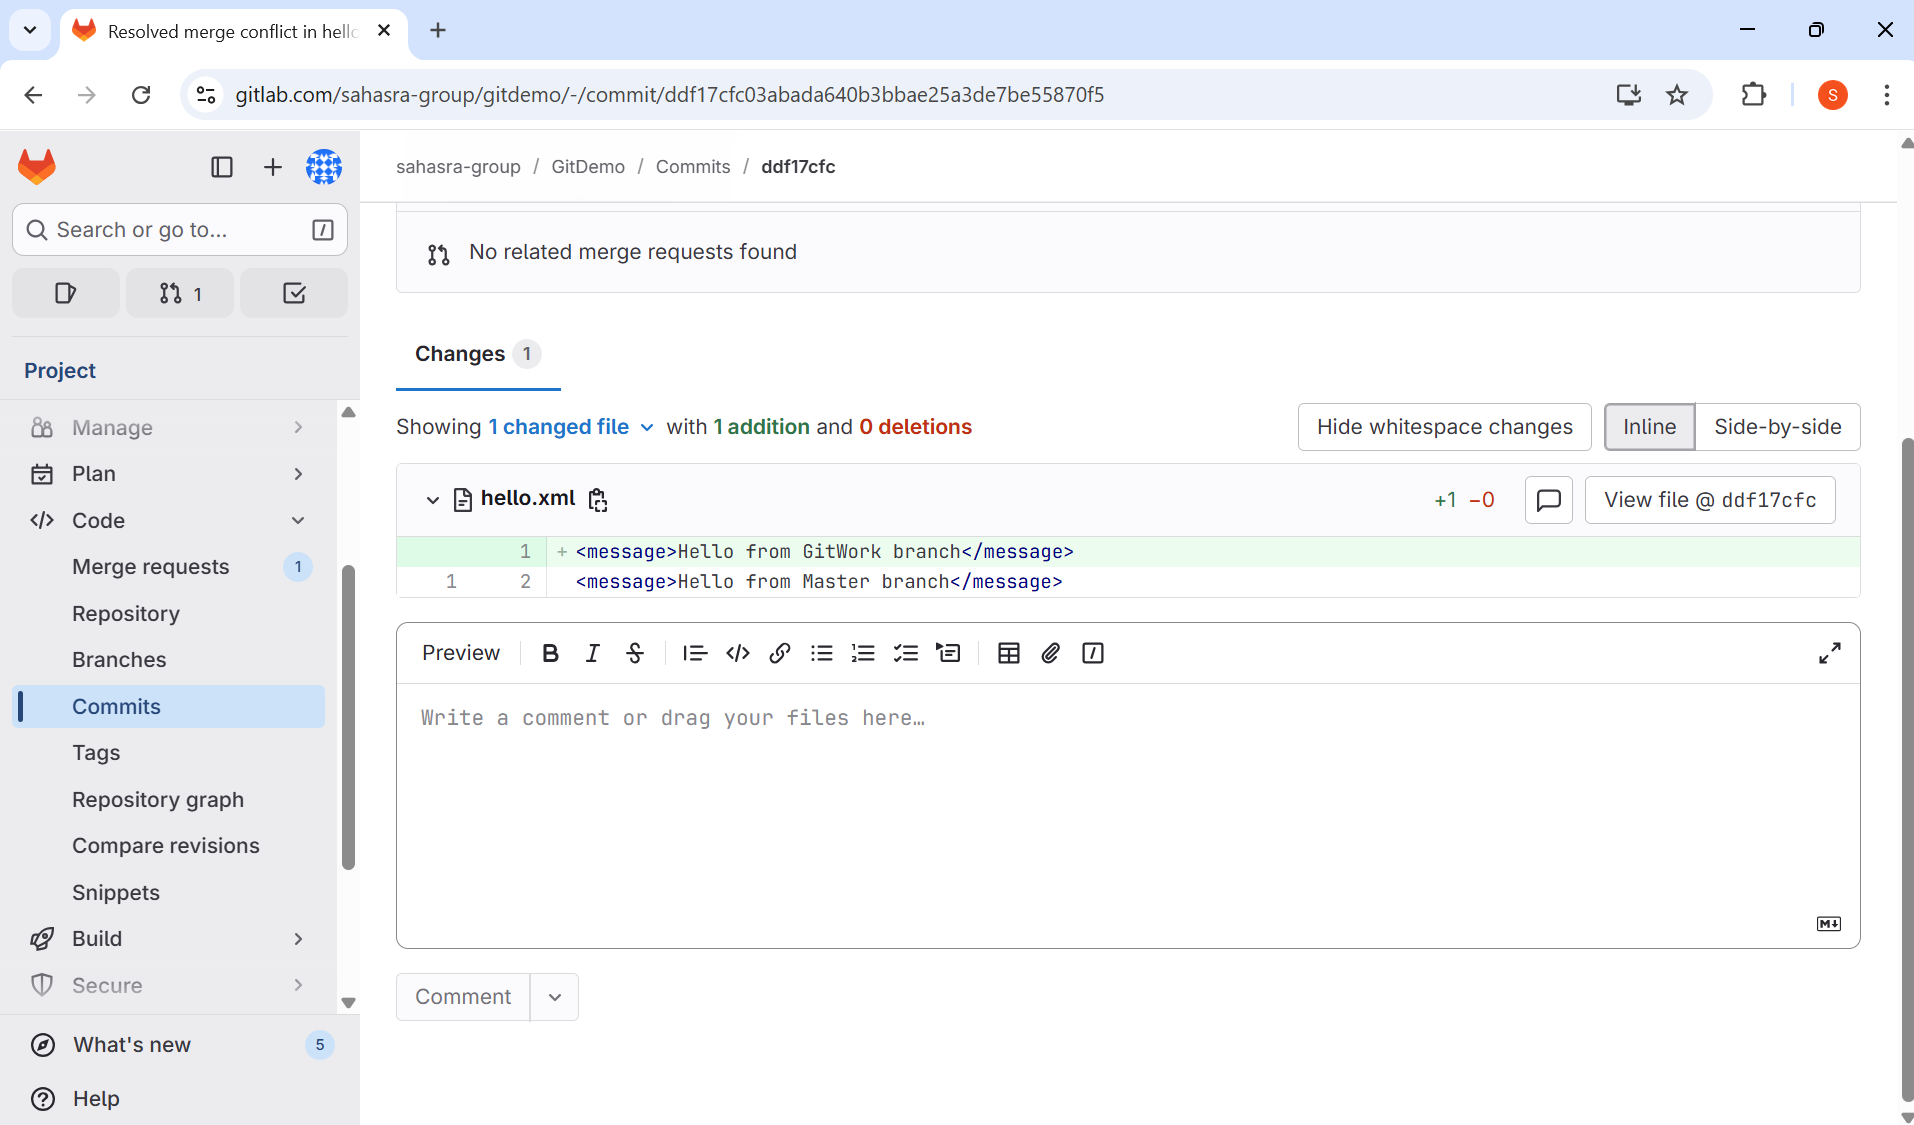 Resolved merge conflict in hell
gitlab.com/sahasra-group/gitdemo/-/commit/ddf17cfc03abada640b3bbae25a3de7be55870f5
S
sahasra-group / GitDemo / Commits / ddf17cfc
Search or go to...
1
Project
Manage
Plan
Code
Merge requests 1
Repository
Branches
Commits
Tags
Repository graph
Compare revisions
Snippets
Build
Secure
What's new 5
Help
No related merge requests found
Changes 1
Showing 1 changed file with 1 addition and 0 deletions
Hide whitespace changes Inline Side-by-side
hello.xml +1 −0 View file @ ddf17cfc
1 + <message>Hello from GitWork branch</message>
1 2 <message>Hello from Master branch</message>
Preview B I S
Write a comment or drag your files here…
M
Comment